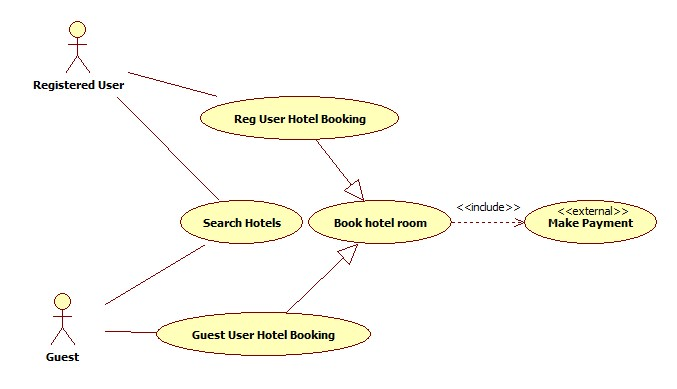 Registered User
Reg User Hotel Booking
Search Hotels
Book hotel room
<<include>>
<<external>>
Make Payment
Guest User Hotel Booking
Guest